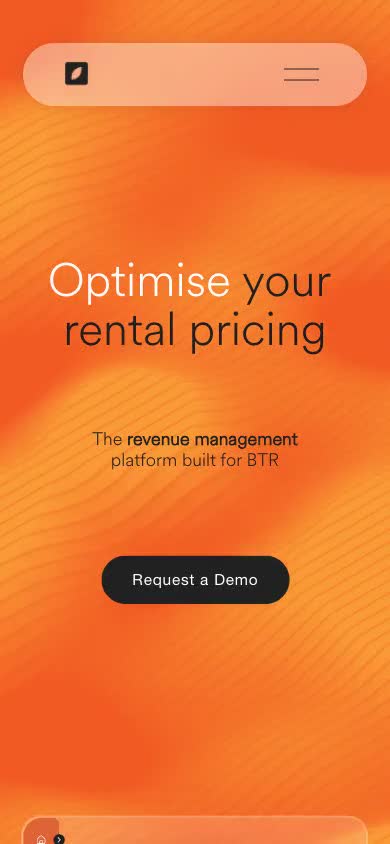 Optimise your
rental pricing
The revenue management
platform built for BTR
Request a Demo